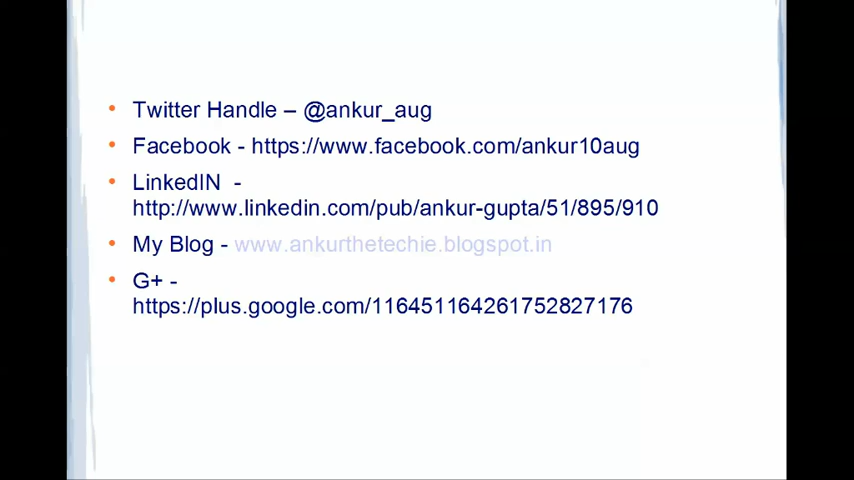 • Twitter Handle – @ankur_aug
• Facebook - https://www.facebook.com/ankur10aug
• LinkedIN -
http://www.linkedin.com/pub/ankur-gupta/51/895/910
• My Blog - www.ankurthetechie.blogspot.in
• G+ -
https://plus.google.com/116451164261752827176